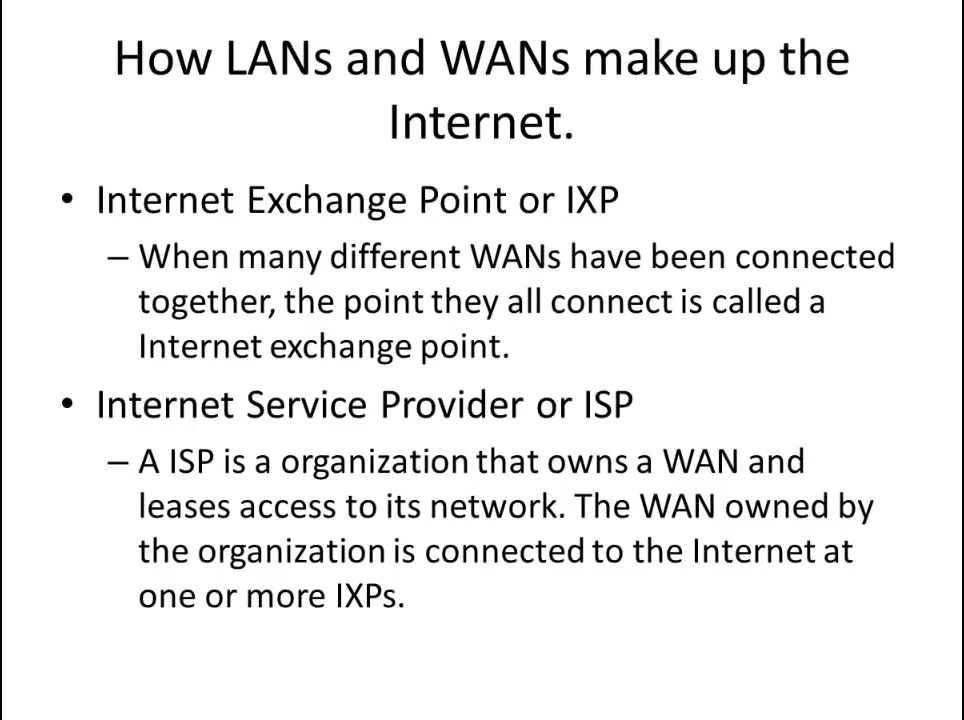 How LANs and WANs make up the
Internet.
• Internet Exchange Point or IXP
– When many different WANs have been connected
together, the point they all connect is called a
Internet exchange point.
• Internet Service Provider or ISP
– A ISP is a organization that owns a WAN and
leases access to its network. The WAN owned by
the organization is connected to the Internet at
one or more IXPs.